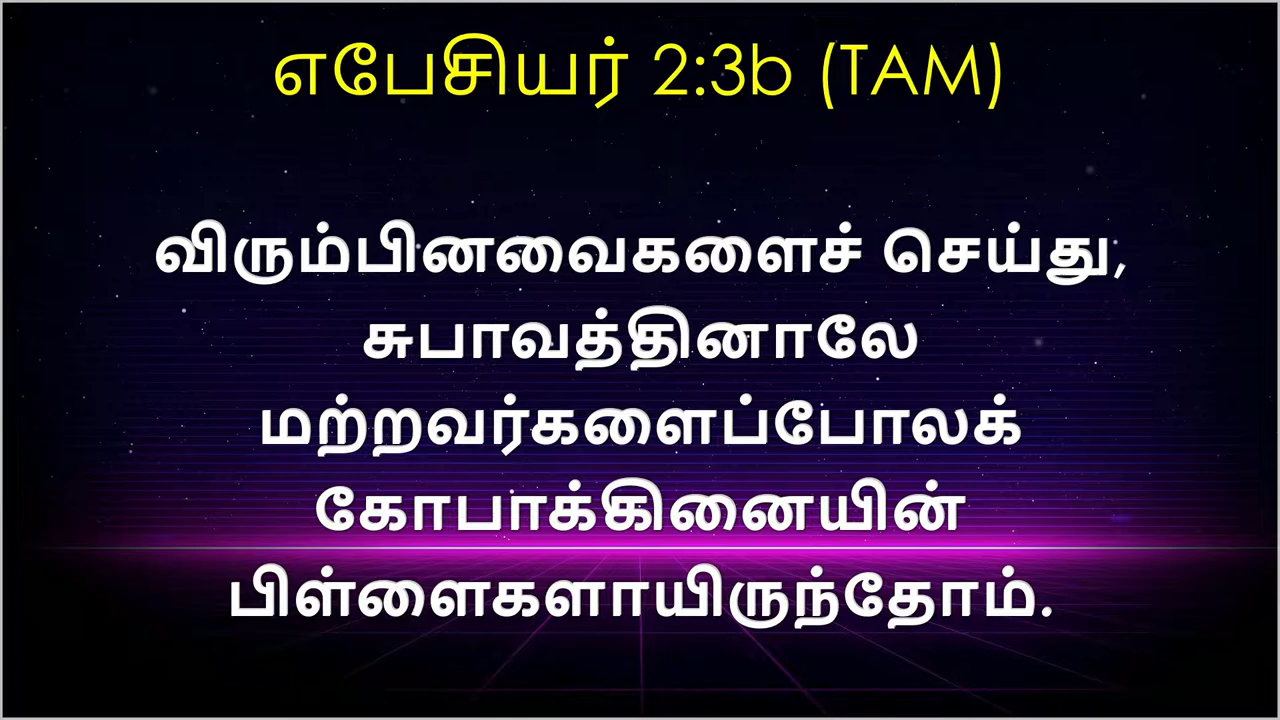 எபேசியர் 2:3b (TAM)
விரும்பினவைகளைச் செய்து,
சுபாவத்தினாலே
மற்றவர்களைப்போலக்
கோபாக்கினையின்
பிள்ளைகளாயிருந்தோம்.